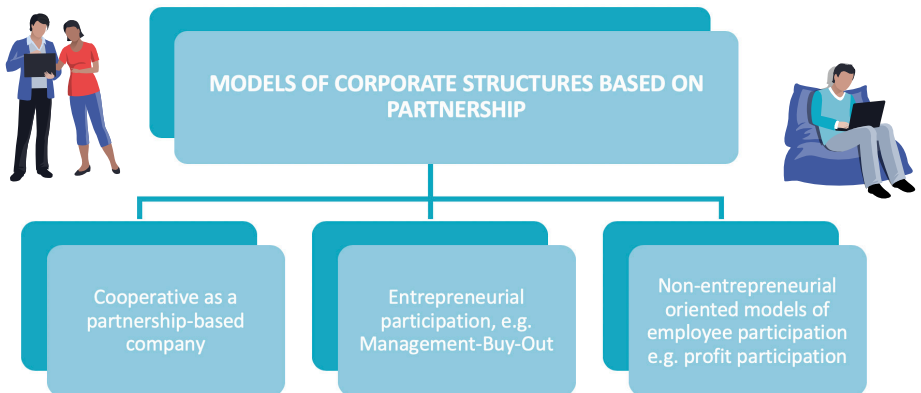 MODELS OF CORPORATE STRUCTURES BASED ON
PARTNERSHIP
Cooperative as a
partnership-based
company
Entrepreneurial
participation, e.g.
Management-Buy-Out
Non-entrepreneurial
oriented models of
employee participation
e.g. profit participation